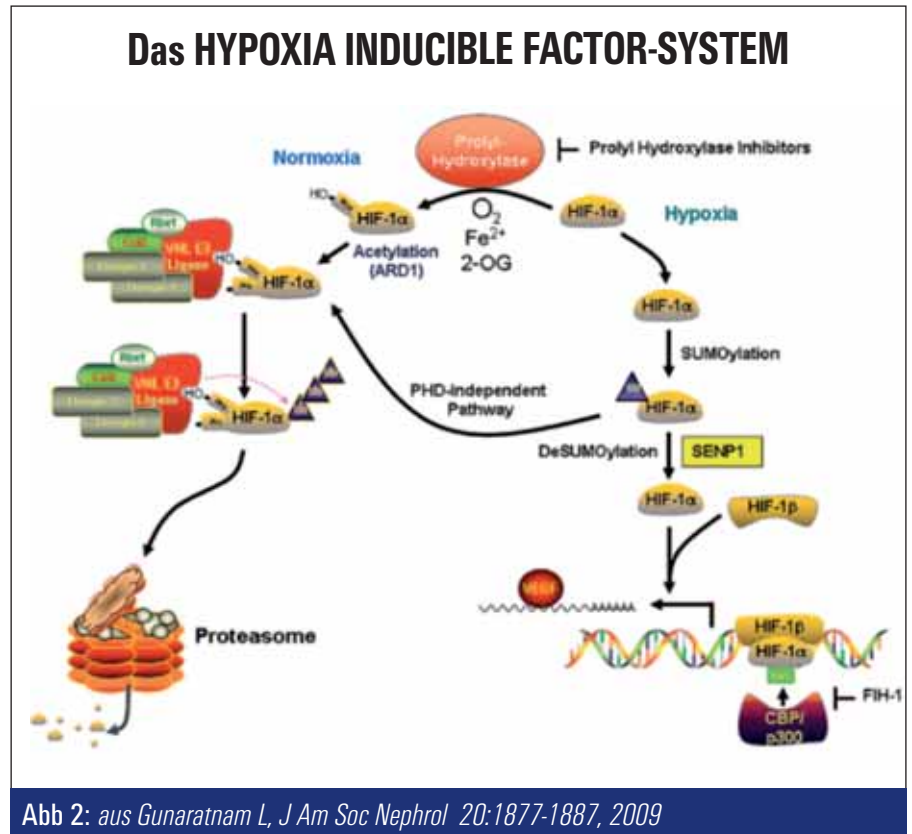 Das HYPOXIA INDUCIBLE FACTOR-SYSTEM
Prolyl-
Hydroxylase
Prolyl Hydroxylase Inhibitors
Normoxia
HO
HIF-1α
O2
Fe2+
2-OG
HIF-1α
Hypoxia
Acetylation
(ARD1)
Rbx1
VHL E3
Ligase
HO
HIF-1α
HIF-1α
SUMOylation
Rbx1
VHL E3
Ligase
HO
HIF-1α
PHD-independent
Pathway
HIF-1α
DeSUMOylation
SENP1
HIF-1α
HIF-1β
Proteasome
HIF-1β
HIF-1α
FIH-1
CBP/
p300
Abb 2: aus Gunaratnam L, J Am Soc Nephrol 20:1877-1887, 2009